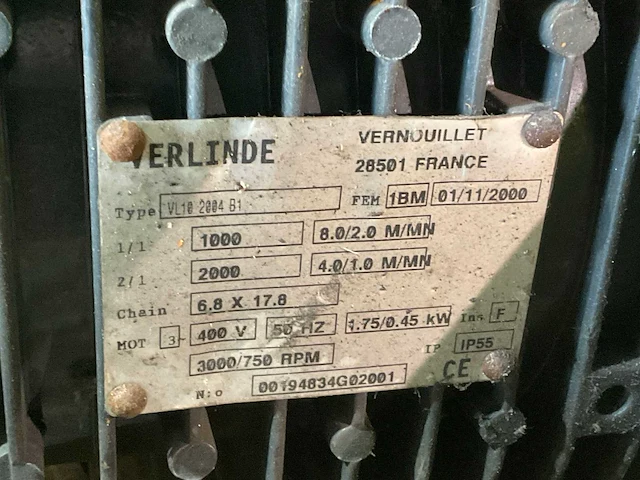 VERLINDE
VERNOUILLET
28501 FRANCE
Type VL10 2004 B1 FEM 1BM 01/11/2000
1/1 1000 8.0/2.0 M/MN
2/1 2000 4.0/1.0 M/MN
Chain 6.8 X 17.8
MOT 3~ 400 V 50 HZ 1.75/0.45 kW Ins F
3000/750 RPM IP IP55
N:o 00194834G02001 CE